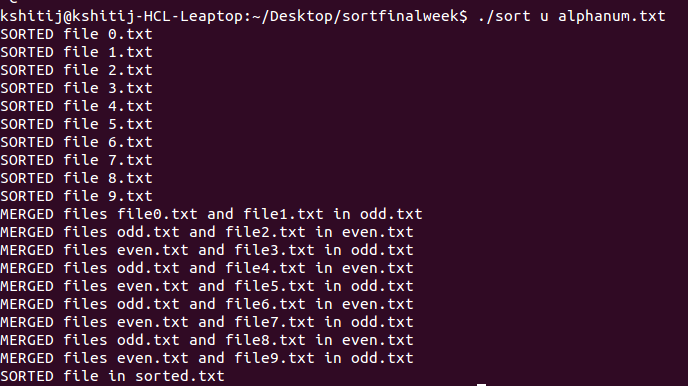 kshitij@kshitij-HCL-Leaptop:~/Desktop/sortfinalweek$ ./sort u alphanum.txt
SORTED file 0.txt
SORTED file 1.txt
SORTED file 2.txt
SORTED file 3.txt
SORTED file 4.txt
SORTED file 5.txt
SORTED file 6.txt
SORTED file 7.txt
SORTED file 8.txt
SORTED file 9.txt
MERGED files file0.txt and file1.txt in odd.txt
MERGED files odd.txt and file2.txt in even.txt
MERGED files even.txt and file3.txt in odd.txt
MERGED files odd.txt and file4.txt in even.txt
MERGED files even.txt and file5.txt in odd.txt
MERGED files odd.txt and file6.txt in even.txt
MERGED files even.txt and file7.txt in odd.txt
MERGED files odd.txt and file8.txt in even.txt
MERGED files even.txt and file9.txt in odd.txt
SORTED file in sorted.txt